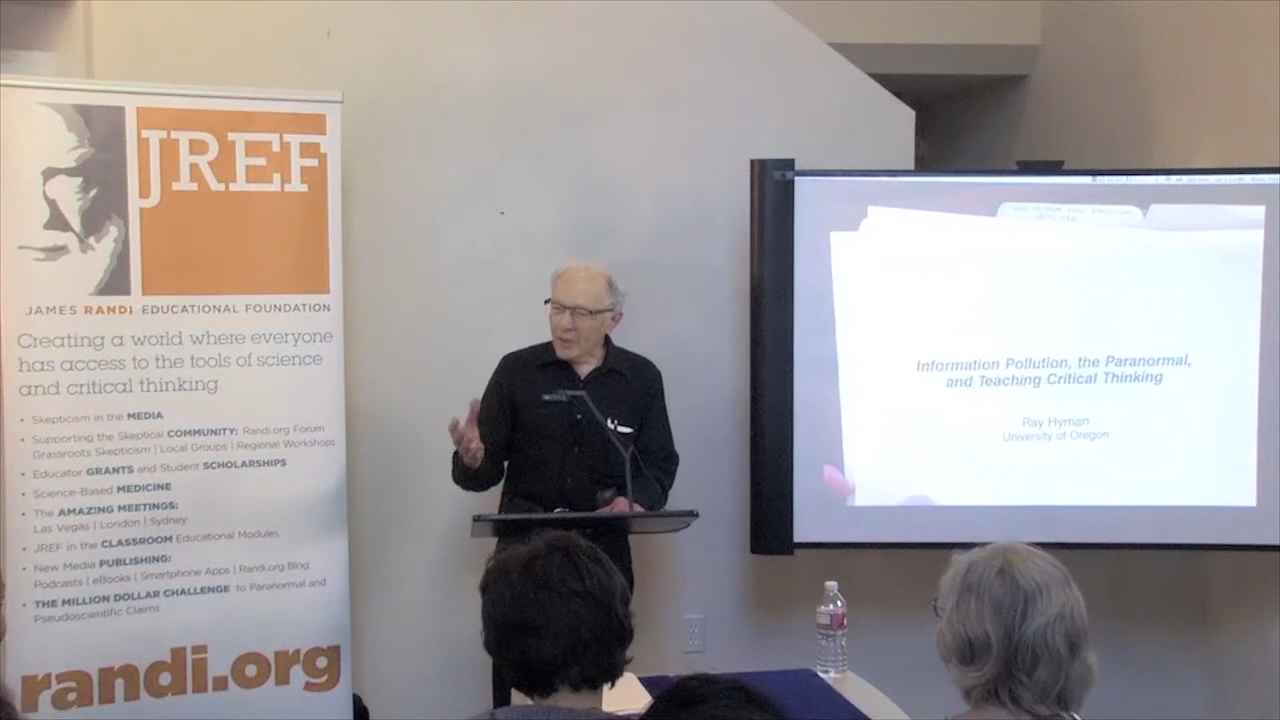 JREF
JAMES RANDI EDUCATIONAL FOUNDATION
Creating a world where everyone
has access to the tools of science
and critical thinking
• Skepticism in the MEDIA
• Supporting the Skeptical COMMUNITY: Randi.org Forum
Grassroots Skepticism | Local Groups | Regional Workshops
• Educator GRANTS and Student SCHOLARSHIPS
• Science-Based MEDICINE
• The AMAZING MEETINGS:
Las Vegas | London | Sydney
• JREF in the CLASSROOM Educational Modules
• New Media PUBLISHING:
Podcasts | eBooks | Smartphone Apps | Randi.org Blog
• THE MILLION DOLLAR CHALLENGE to Paranormal and
Pseudoscientific Claims
randi.org
Information Pollution, the Paranormal,
and Teaching Critical Thinking
Ray Hyman
University of Oregon